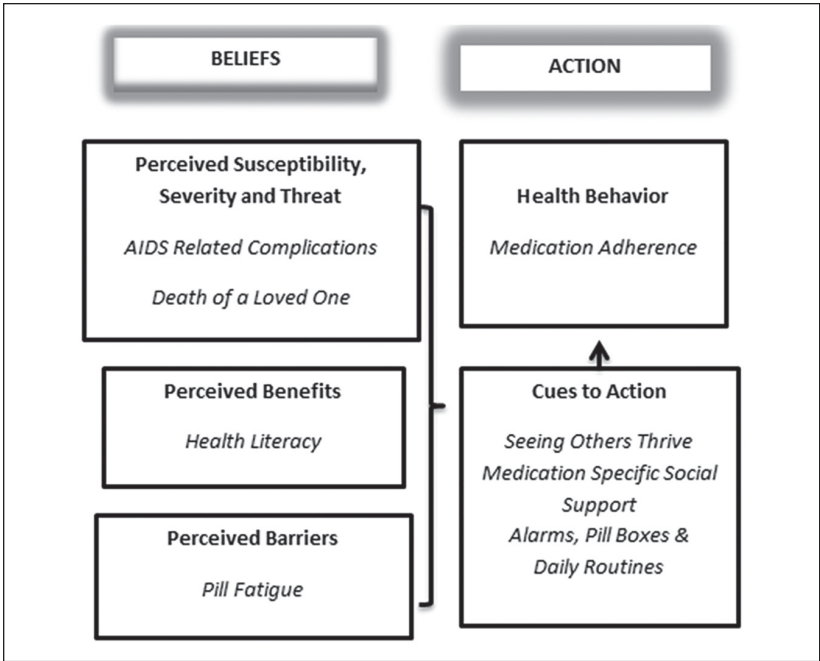 BELIEFS
Perceived Susceptibility,
Severity and Threat
AIDS Related Complications
Death of a Loved One
Perceived Benefits
Health Literacy
Perceived Barriers
Pill Fatigue
ACTION
Health Behavior
Medication Adherence
Cues to Action
Seeing Others Thrive
Medication Specific Social
Support
Alarms, Pill Boxes &
Daily Routines